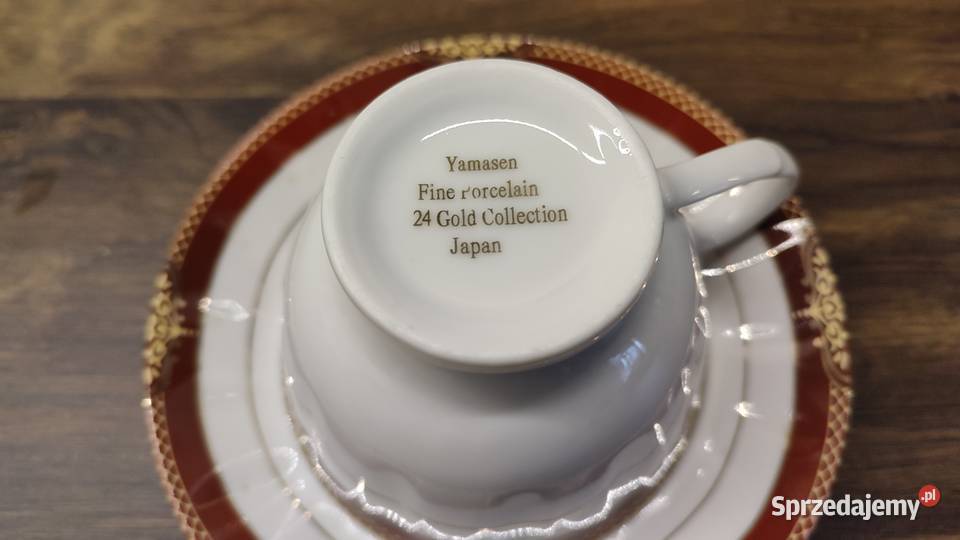 Yamasen
Fine Porcelain
24 Gold Collection
Japan
Sprzedajemy.pl